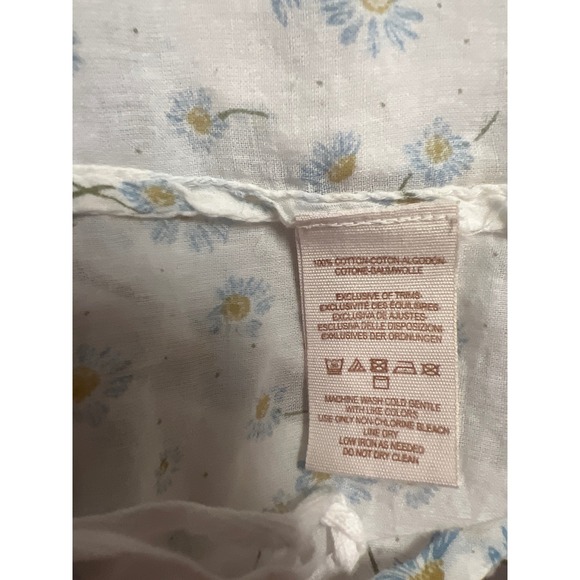 100% COTTON-COTON-ALGODÓN-
COTONE-BAUMWOLLE
EXCLUSIVE OF TRIMS
EXCLUSIVITÉ DES ÉQUILIBRES
EXCLUSIVA DE AJUSTES
ESCLUSIVA DELLE DISPOSIZIONI
EXCLUSIVES DER ORDNUNGEN
MACHINE WASH COLD GENTLE
WITH LIKE COLORS
USE ONLY NON-CHLORINE BLEACH
LINE DRY
LOW IRON AS NEEDED
DO NOT DRY CLEAN